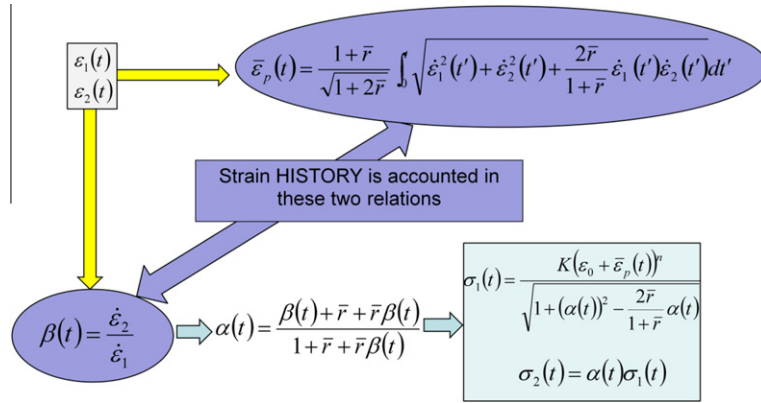 ε₁(t)
ε₂(t)
ε̅ₚ(t) = (1 + r̅)/√(1 + 2r̅) ∫₀ᵗ √(ε̇₁²(t′) + ε̇₂²(t′) + (2r̅)/(1 + r̅) ε̇₁(t′)ε̇₂(t′)) dt′
Strain HISTORY is accounted in
these two relations
β(t) = ε̇₂/ε̇₁
α(t) = (β(t) + r̅ + r̅β(t))/(1 + r̅ + r̅β(t))
σ₁(t) = K(ε₀ + ε̅ₚ(t))ⁿ/√(1 + (α(t))² − (2r̅)/(1 + r̅) α(t))
σ₂(t) = α(t)σ₁(t)